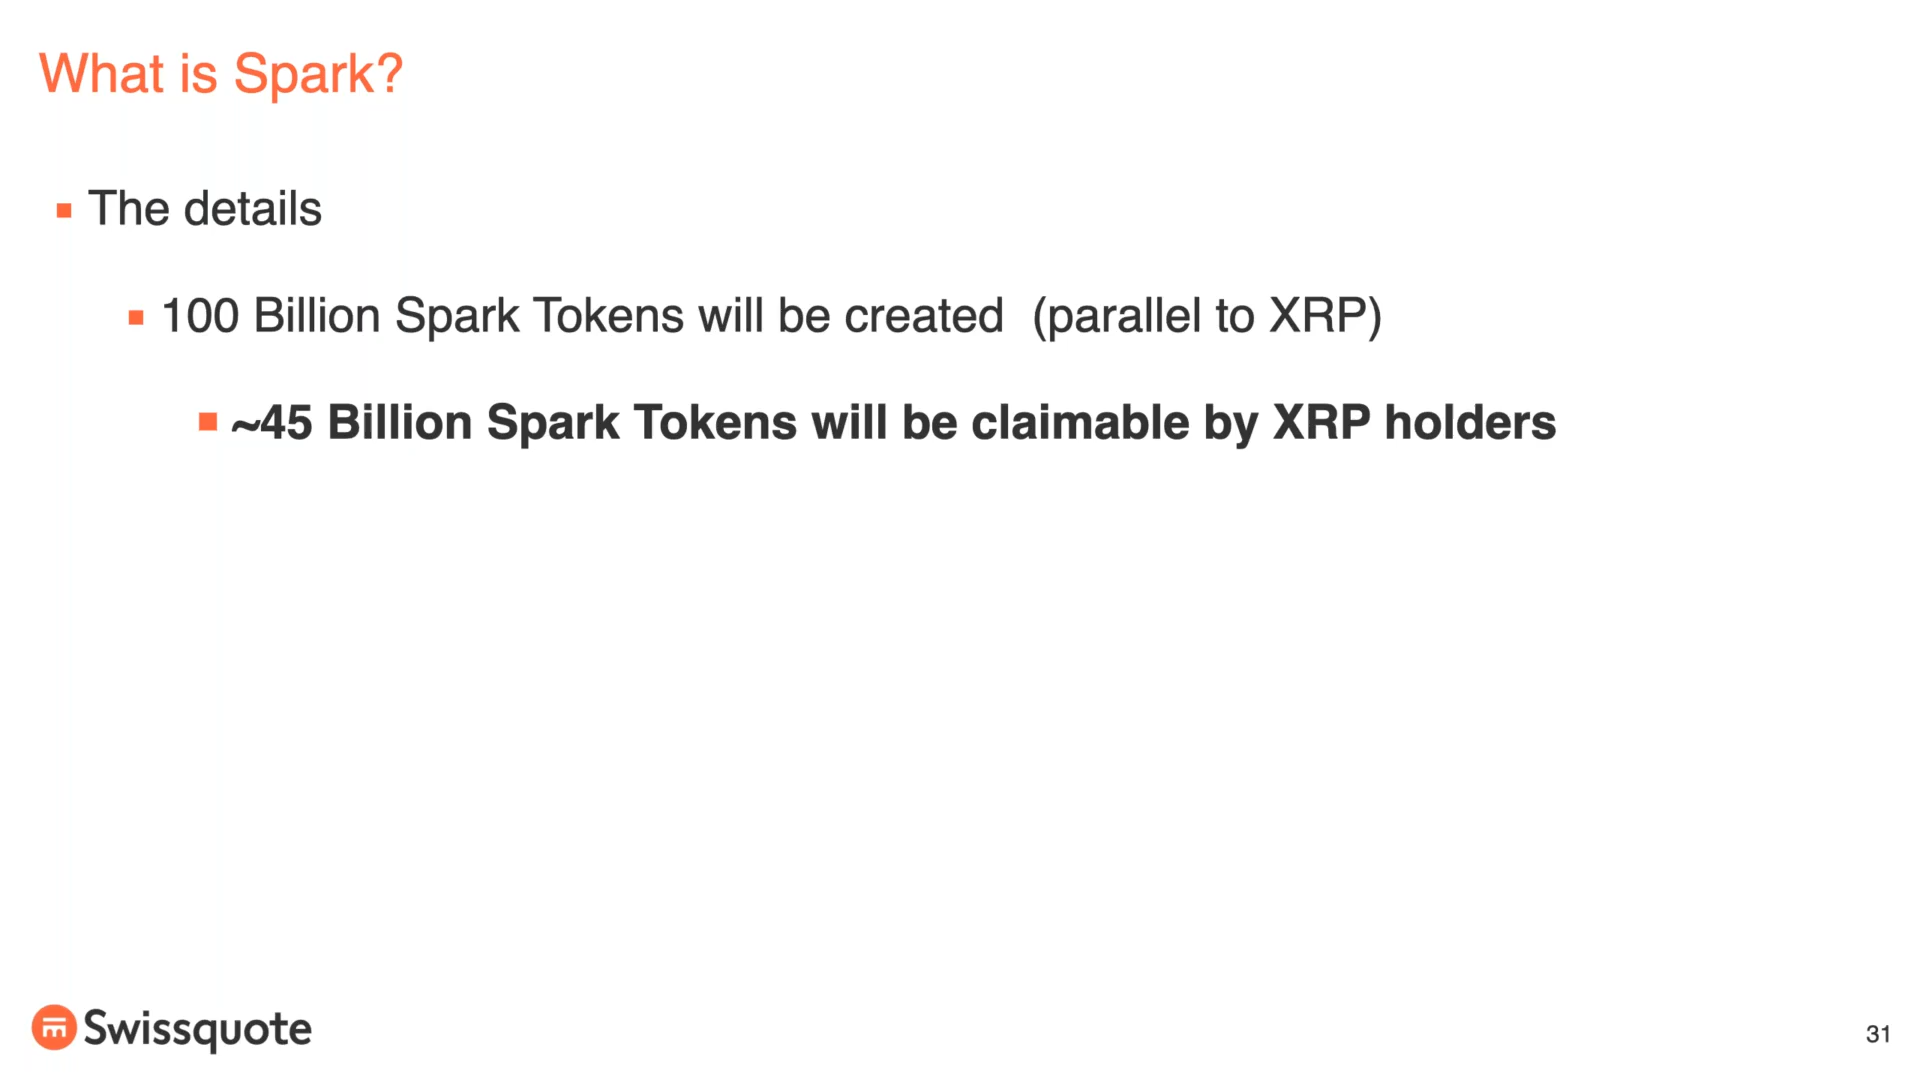 What is Spark?
The details
100 Billion Spark Tokens will be created  (parallel to XRP)
~45 Billion Spark Tokens will be claimable by XRP holders
Swissquote
31